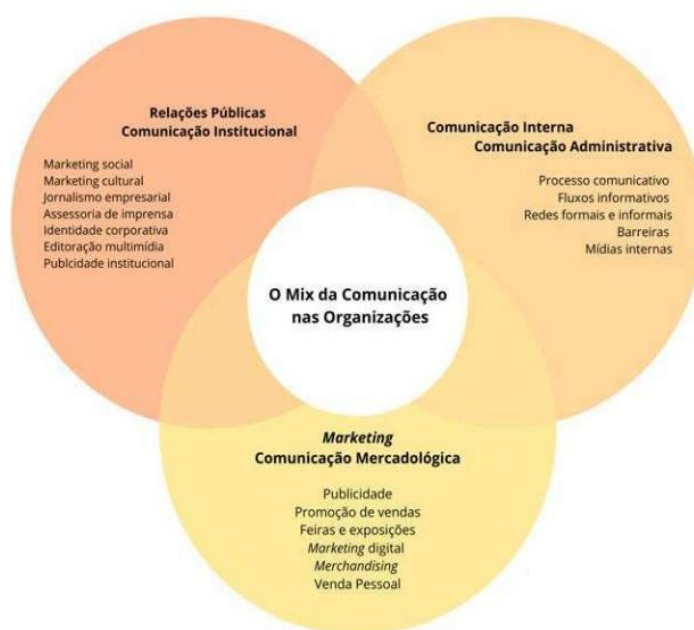 Relações Públicas
Comunicação Institucional
Marketing social
Marketing cultural
Jornalismo empresarial
Assessoria de imprensa
Identidade corporativa
Editoração multimídia
Publcidade institucional
Comunicação Interna
Comunicação Administrativa
Processo comunicativo
Fluxos informativos
Redes formais e informais
Barreiras
Mídias internas
O Mix da Comunicação
nas Organizações
Marketing
Comunicação Mercadológica
Publicidade
Promoção de vendas
Feiras e exposições
Marketing digital
Merchandising
Venda Pessoal